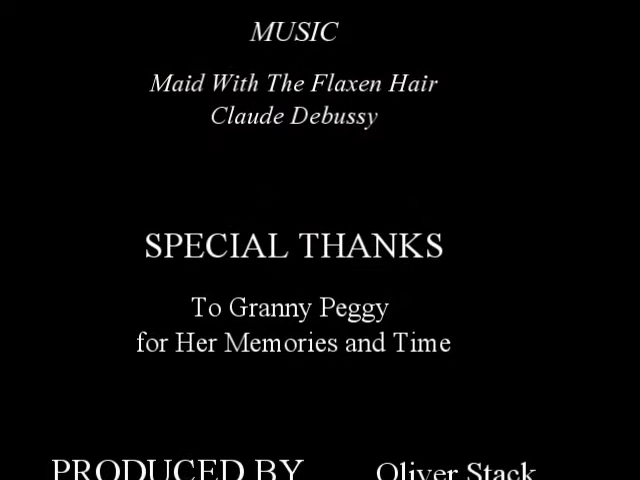 MUSIC
Maid With The Flaxen Hair
Claude Debussy
SPECIAL THANKS
To Granny Peggy
for Her Memories and Time
PRODUCED BY Oliver Stack